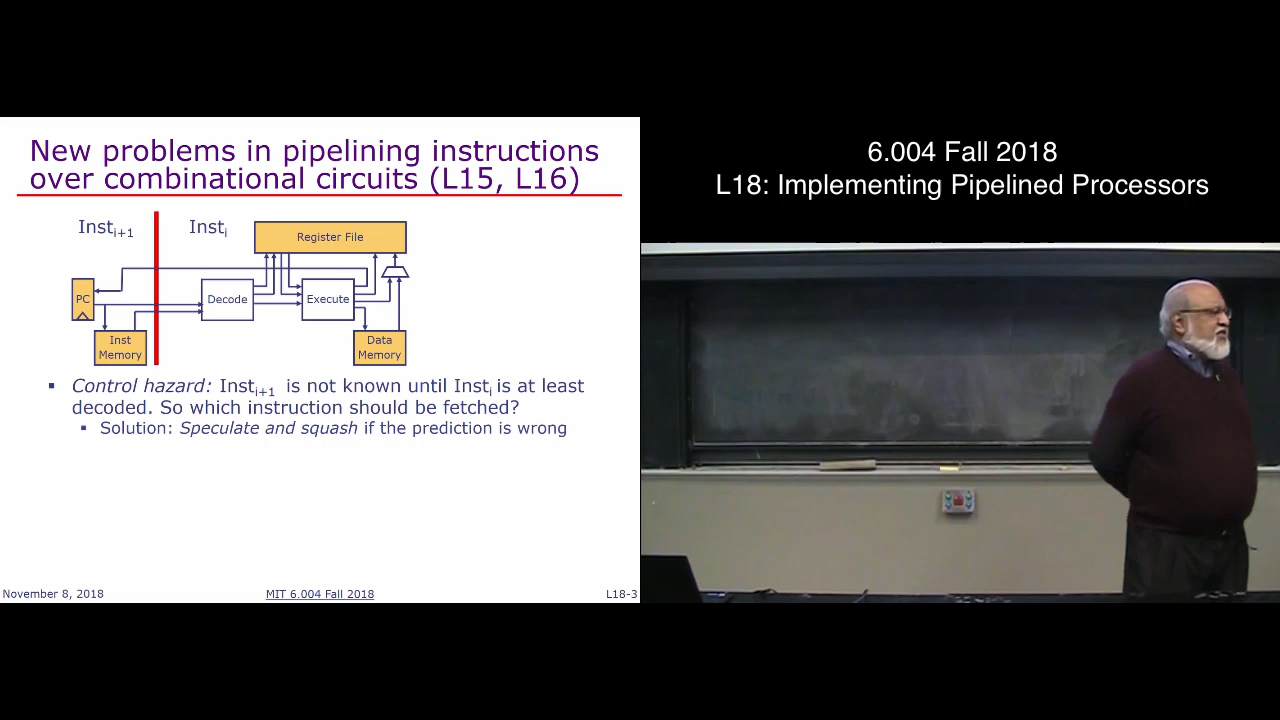 New problems in pipelining instructions
over combinational circuits (L15, L16)
Inst_{i+1}
Inst_i
Register File
PC
Decode
Execute
Inst
Memory
Data
Memory
▪ Control hazard: Inst_{i+1} is not known until Inst_i is at least
decoded. So which instruction should be fetched?
▪ Solution: Speculate and squash if the prediction is wrong
November 8, 2018
MIT 6.004 Fall 2018
L18-3
6.004 Fall 2018
L18: Implementing Pipelined Processors